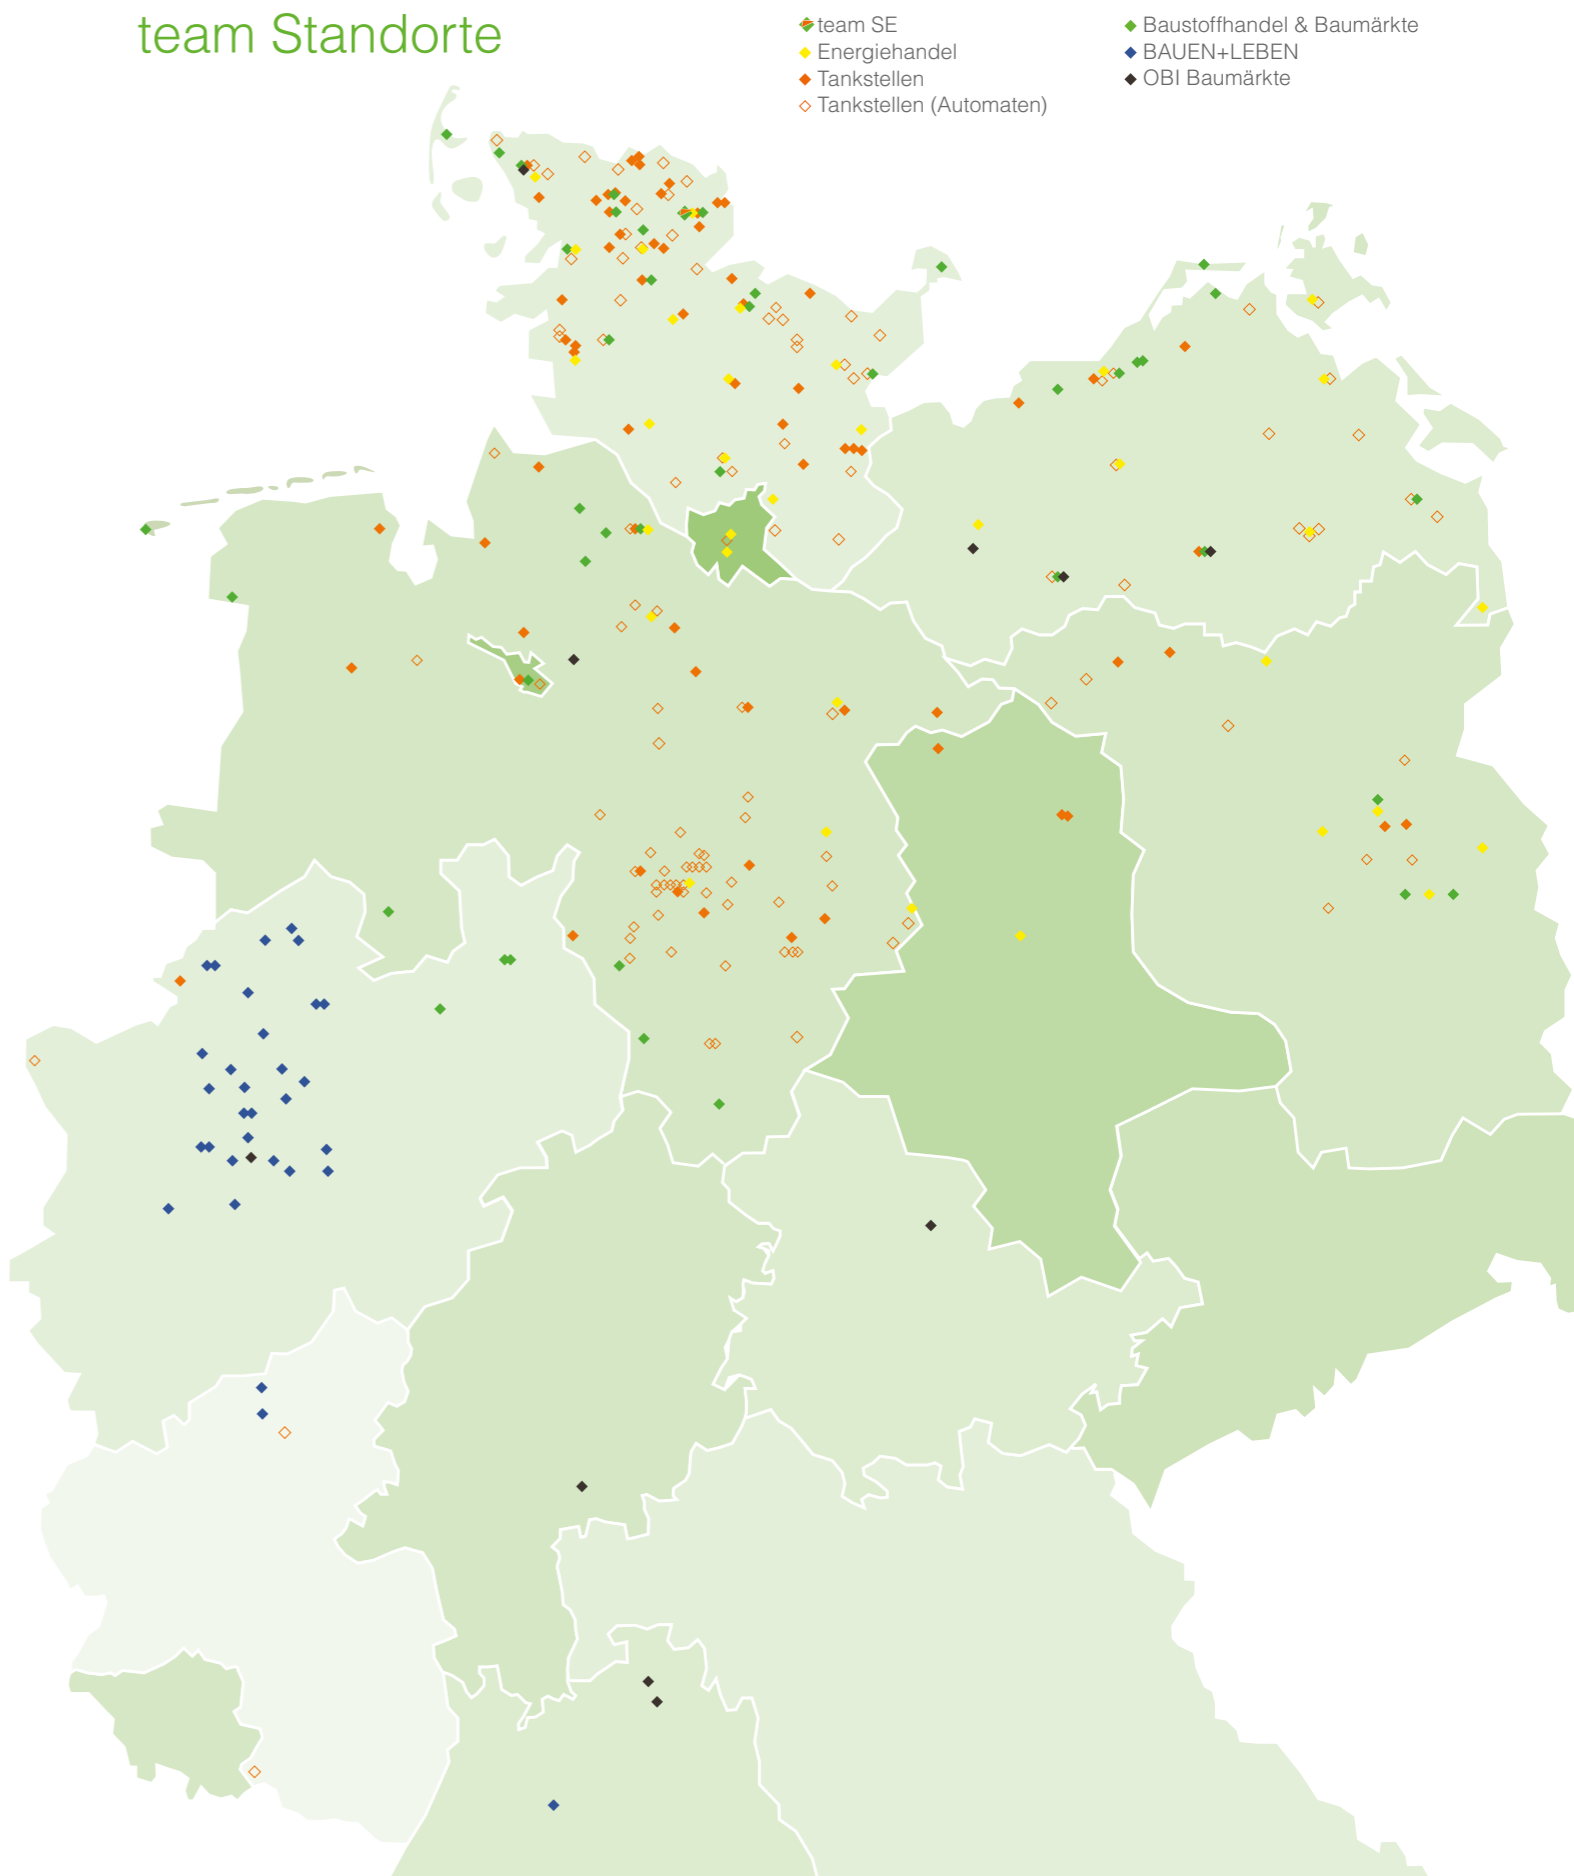 team Standorte
team SE
Energiehandel
Tankstellen
Tankstellen (Automaten)
Baustoffhandel & Baumärkte
BAUEN+LEBEN
OBI Baumärkte